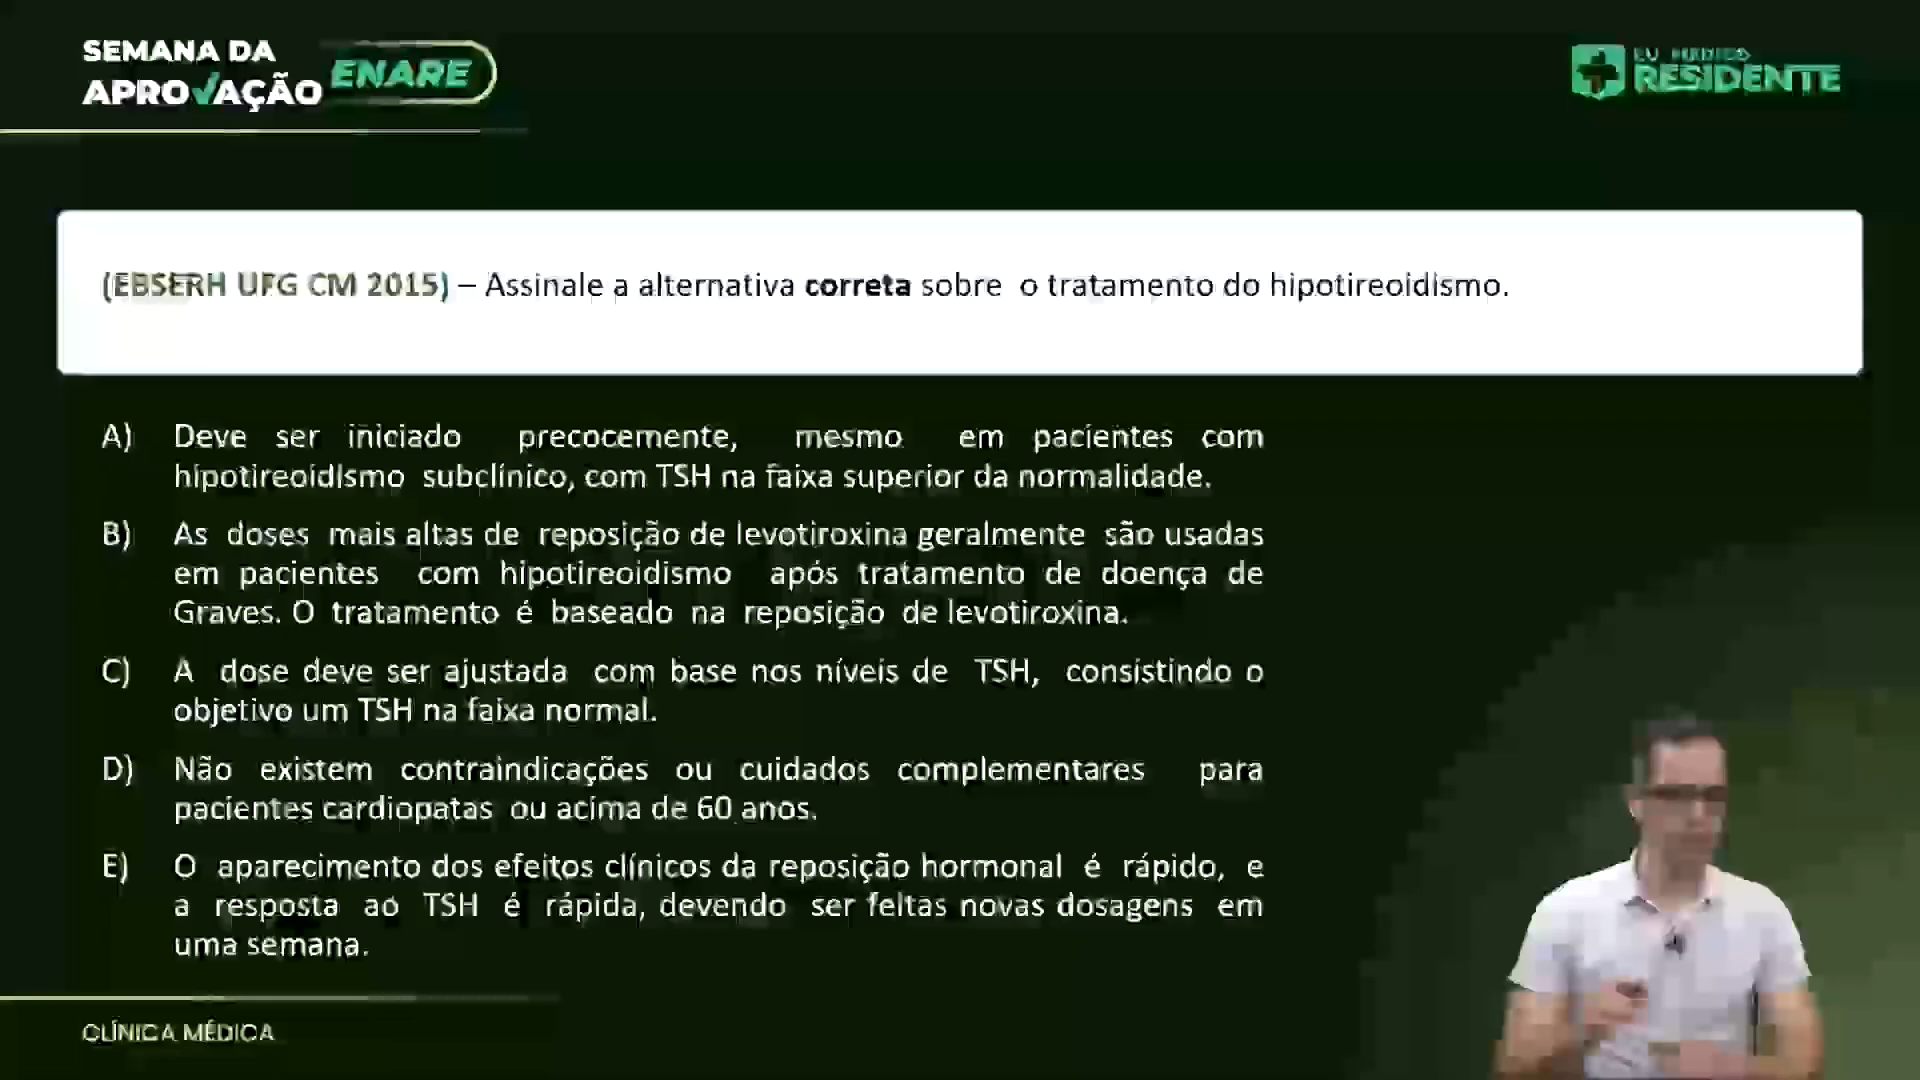 SEMANA DA
APROVAÇÃO ENARE
EU MÉDICO
RESIDENTE
(EBSERH UFG CM 2015) – Assinale a alternativa correta sobre o tratamento do hipotireoidismo.
A) Deve ser iniciado precocemente, mesmo em pacientes com
hipotireoidismo subclínico, com TSH na faixa superior da normalidade.
B) As doses mais altas de reposição de levotiroxina geralmente são usadas
em pacientes com hipotireoidismo após tratamento de doença de
Graves. O tratamento é baseado na reposição de levotiroxina.
C) A dose deve ser ajustada com base nos níveis de TSH, consistindo o
objetivo um TSH na faixa normal.
D) Não existem contraindicações ou cuidados complementares para
pacientes cardiopatas ou acima de 60 anos.
E) O aparecimento dos efeitos clínicos da reposição hormonal é rápido, e
a resposta ao TSH é rápida, devendo ser feitas novas dosagens em
uma semana.
CLÍNICA MÉDICA